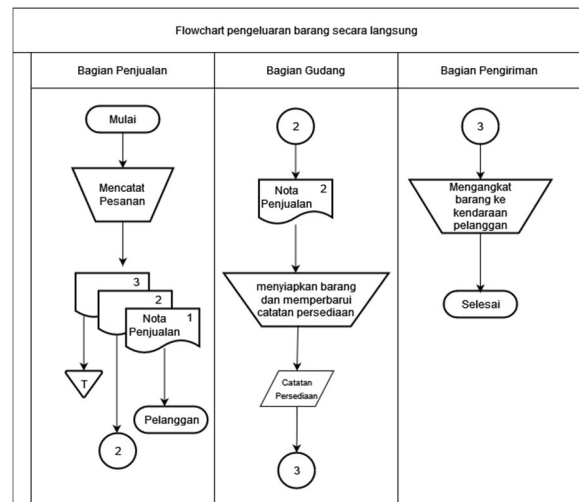 Flowchart pengeluaran barang secara langsung
Bagian Penjualan
Bagian Gudang
Bagian Pengiriman
Mulai
Mencatat
Pesanan
3
2
Nota 1
Penjualan
T
Pelanggan
2
2
Nota 2
Penjualan
menyiapkan barang
dan memperbarui
catatan persediaan
Catatan
Persediaan
3
3
Mengangkat
barang ke
kendaraan
pelanggan
Selesai